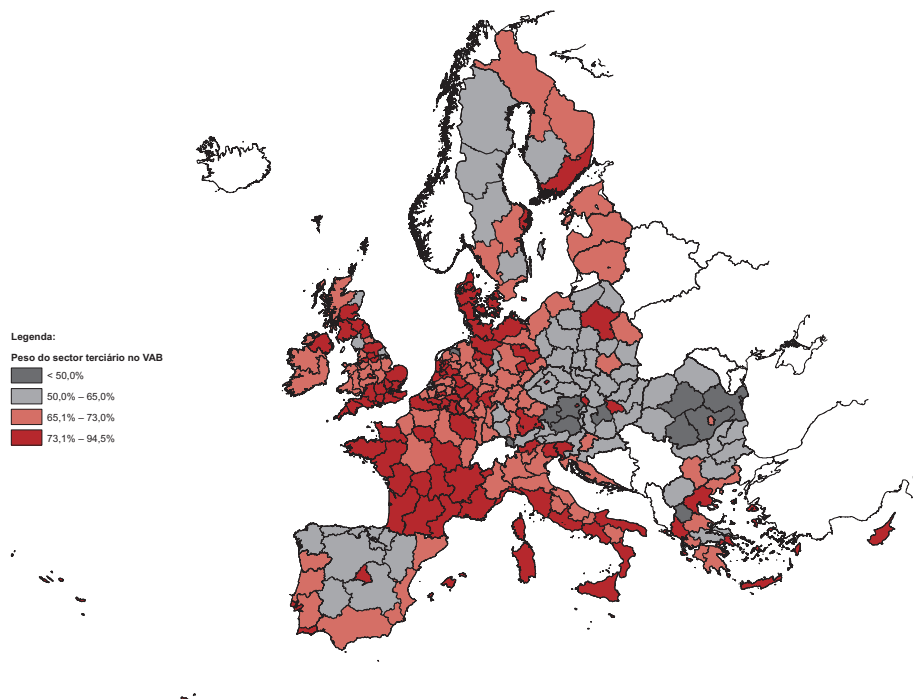 Legenda:
Peso do sector terciário no VAB
< 50,0%
50,0% – 65,0%
65,1% – 73,0%
73,1% – 94,5%